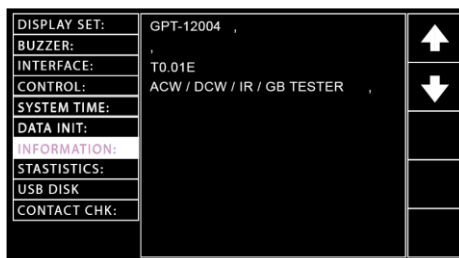 DISPLAY SET:
BUZZER:
INTERFACE:
CONTROL:
SYSTEM TIME:
DATA INIT:
INFORMATION:
STASTISTICS:
USB DISK
CONTACT CHK:
GPT-12004 ,
,
T0.01E
ACW / DCW / IR / GB TESTER ,